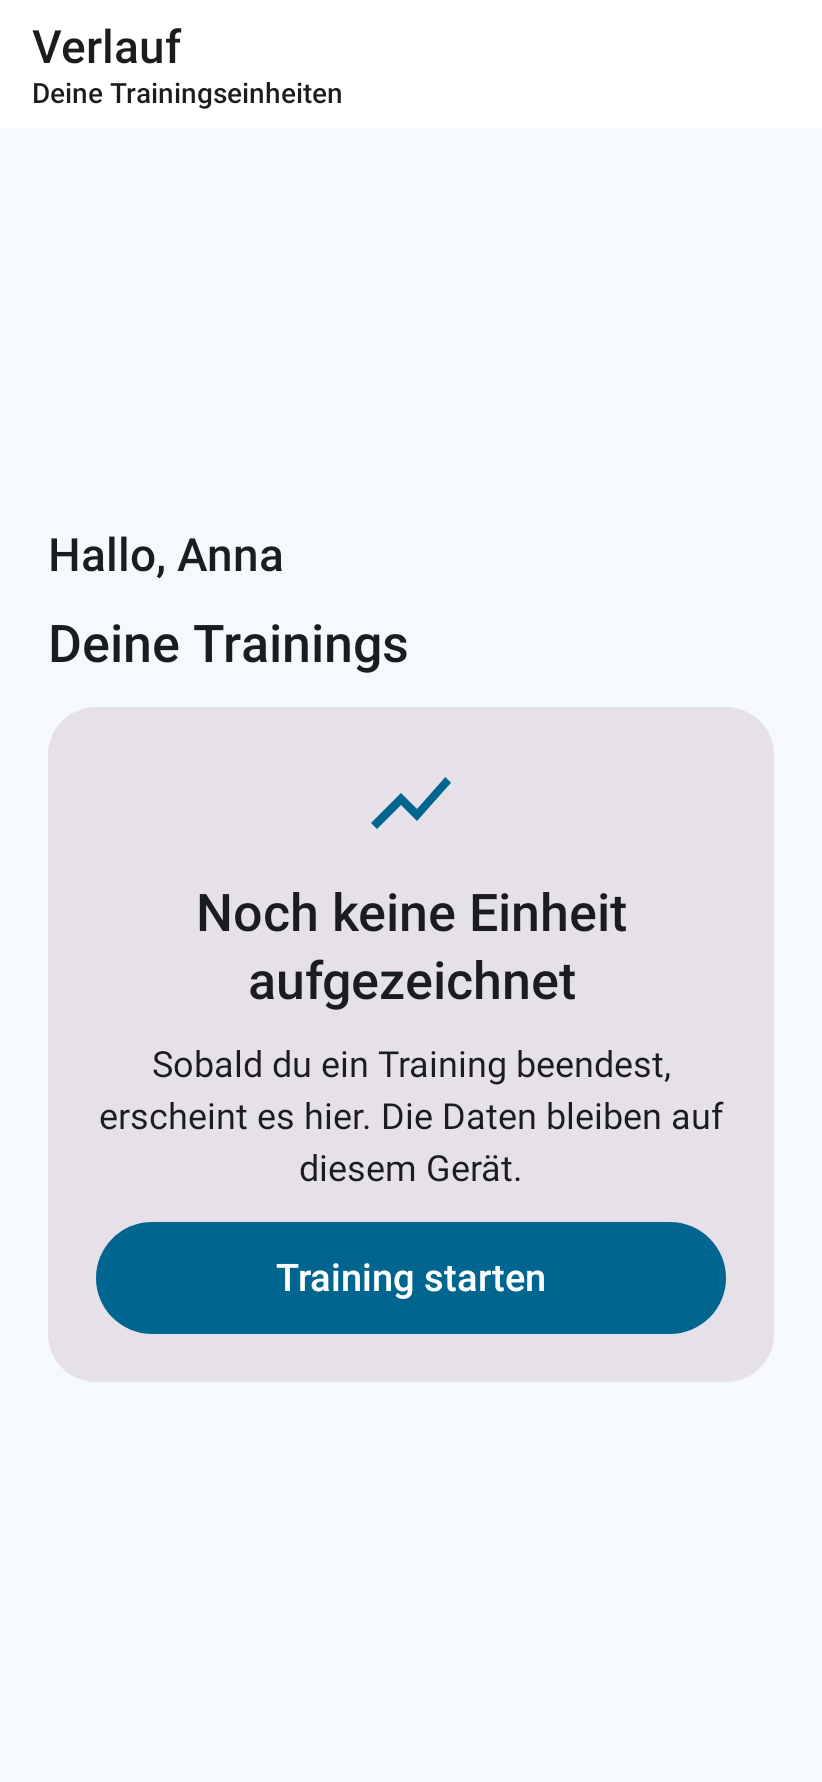 Verlauf
Deine Trainingseinheiten
Hallo, Anna
Deine Trainings
Noch keine Einheit
aufgezeichnet
Sobald du ein Training beendest,
erscheint es hier. Die Daten bleiben auf
diesem Gerät.
Training starten